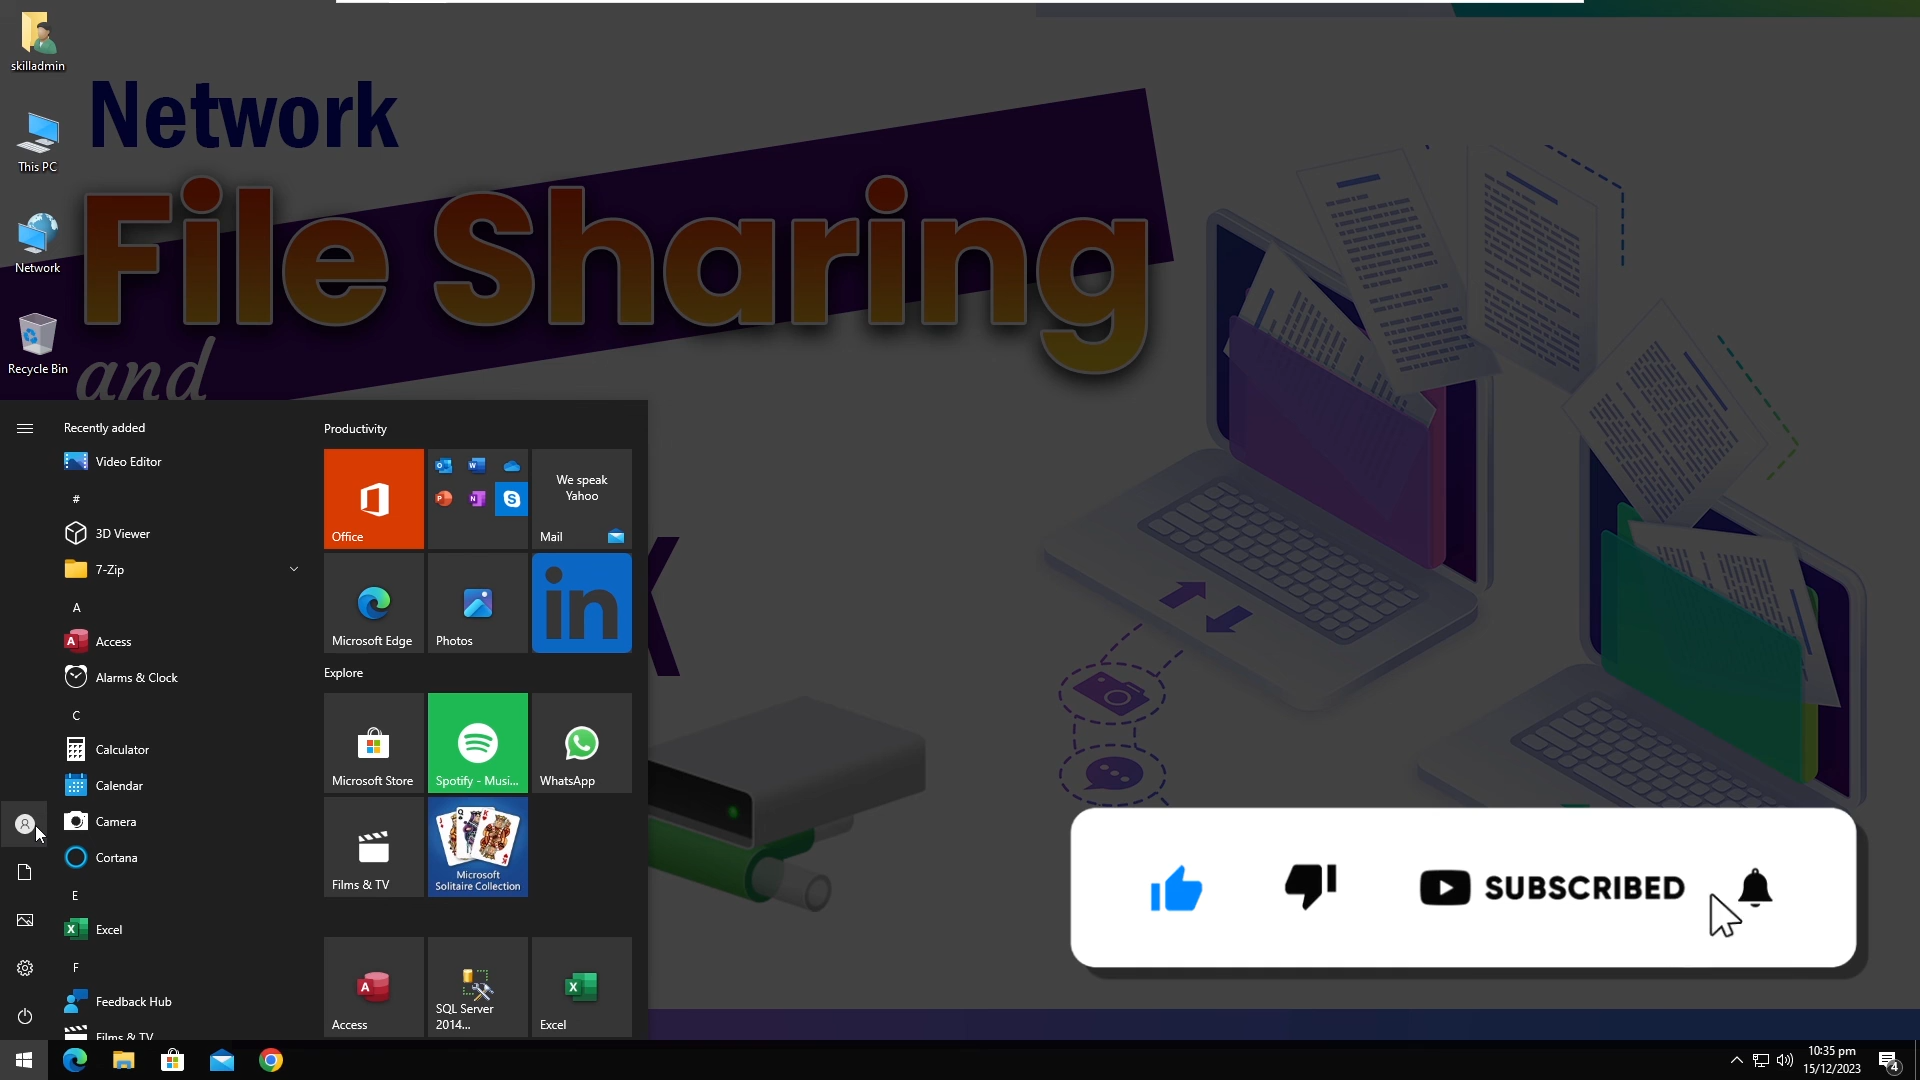 skilladmin
This PC
Network
Recycle Bin
Network
File Sharing
and
Recently added
Video Editor
#
3D Viewer
7-Zip
A
Access
Alarms & Clock
C
Calculator
Calendar
Camera
Cortana
E
Excel
F
Feedback Hub
Films & TV
Productivity
Office
We speak
Yahoo
Mail
Microsoft Edge
Photos
in
Explore
Microsoft Store
Spotify - Musi...
WhatsApp
Films & TV
Microsoft
Solitaire Collection
Access
SQL Server
2014...
Excel
SUBSCRIBED
10:35 pm
15/12/2023
4